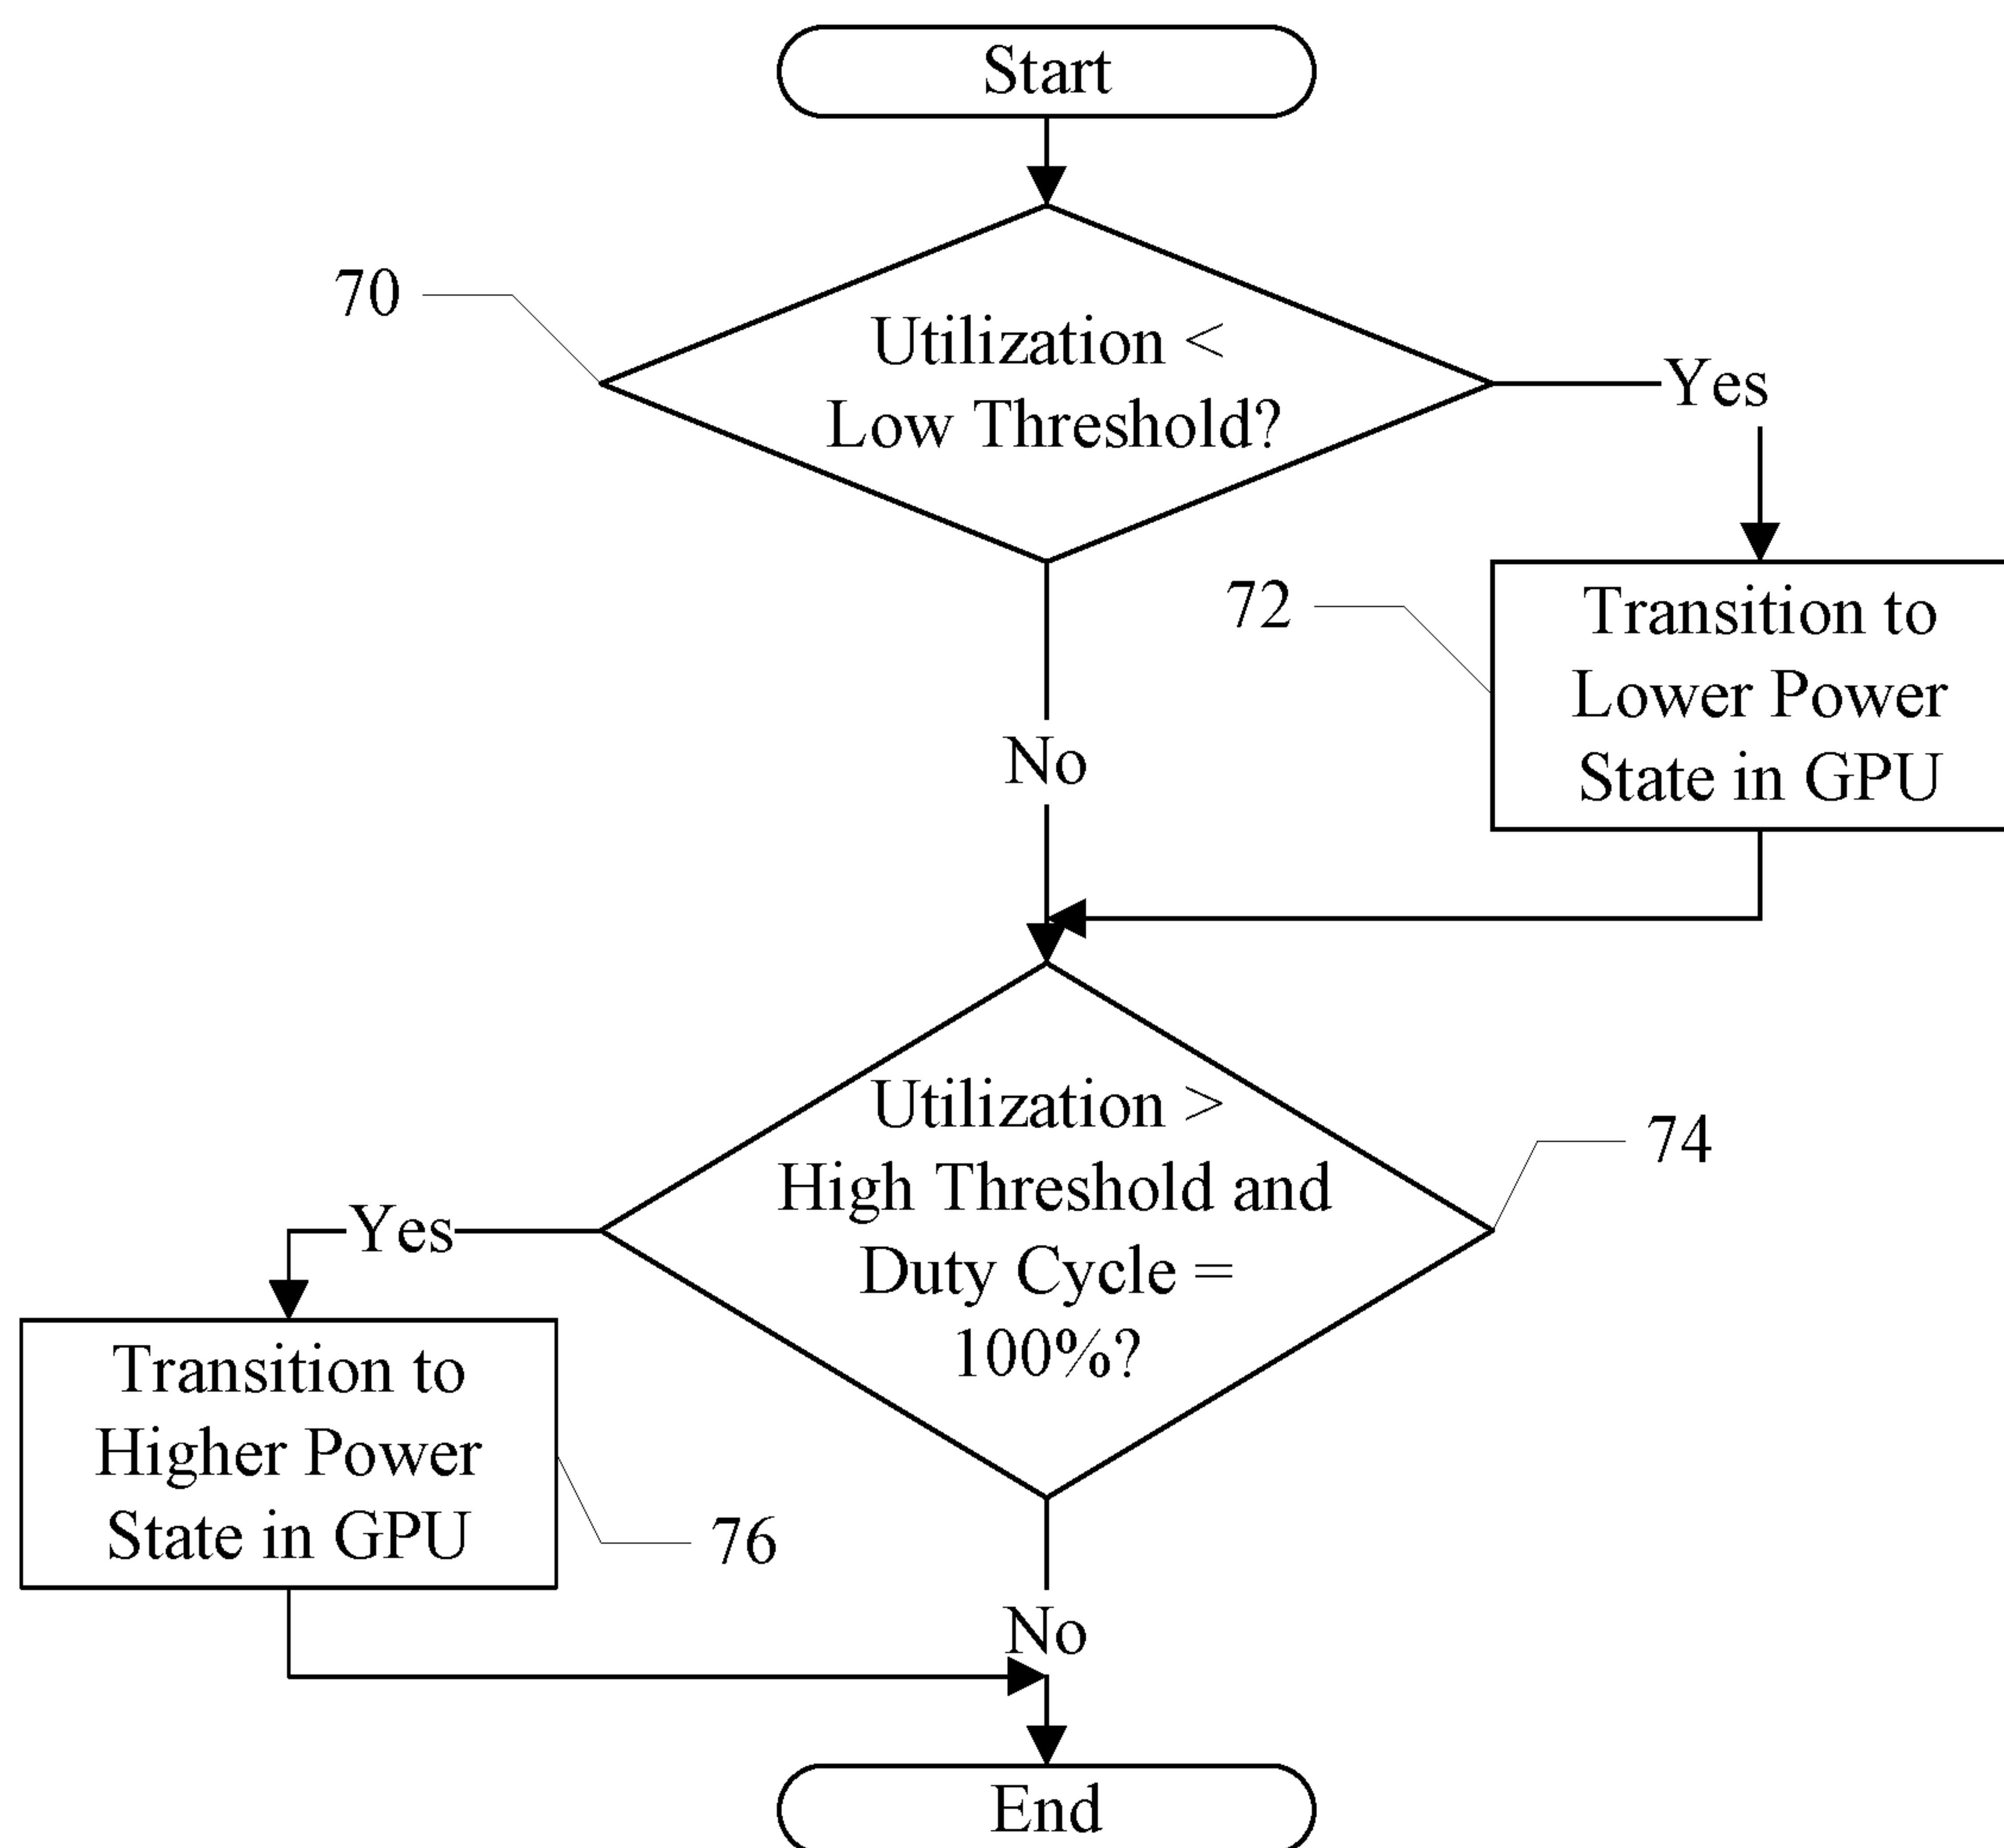 Start
70
Utilization <
Low Threshold?
Yes
72
Transition to
Lower Power
State in GPU
No
Utilization >
High Threshold and
Duty Cycle =
100%?
74
Yes
Transition to
Higher Power
State in GPU
76
No
End